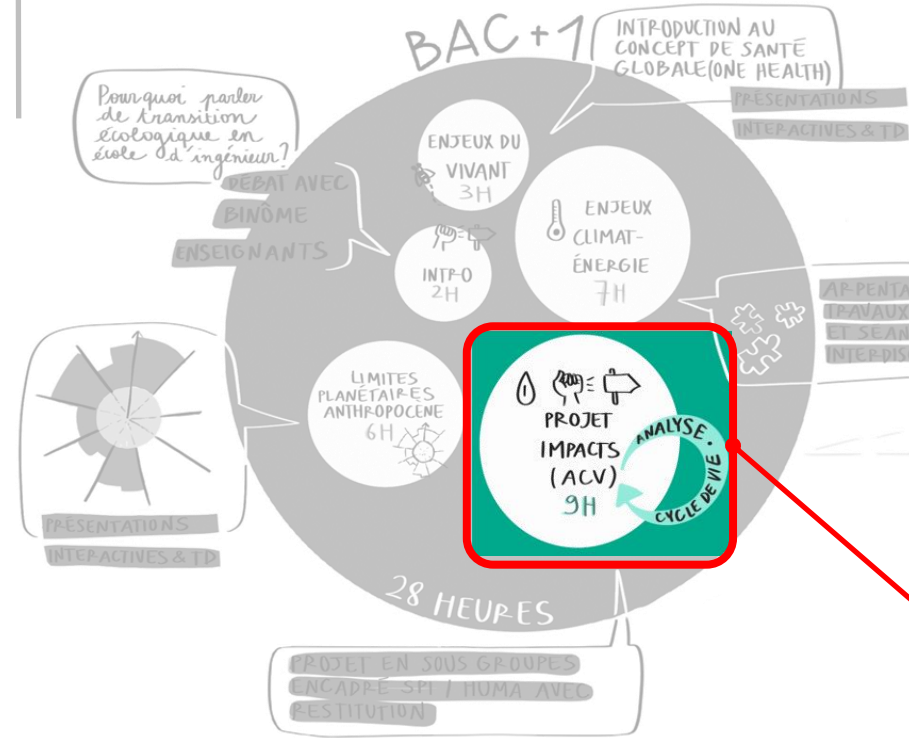 BAC+1
INTRODUCTION AU
CONCEPT DE SANTÉ
GLOBALE (ONE HEALTH)
PRÉSENTATIONS
INTERACTIVES & TD
Pourquoi parler
de transition
écologique en
école d'ingénieur?
DÉBAT AVEC
BINÔME
ENSEIGNANTS
ENJEUX DU
VIVANT
3H
INTRO
2H
ENJEUX
CLIMAT-
ÉNERGIE
7H
TRAVAUX
LIMITES
PLANÉTAIRES
ANTHROPOCÈNE
6H
PROJET
IMPACTS
(ACV)
9H
ANALYSE •
CYCLE DE VIE
PRÉSENTATIONS
INTERACTIVES & TD
28 HEURES
PROJET EN SOUS GROUPES
ENCADRÉ SPI / HUMA AVEC
RESTITUTION